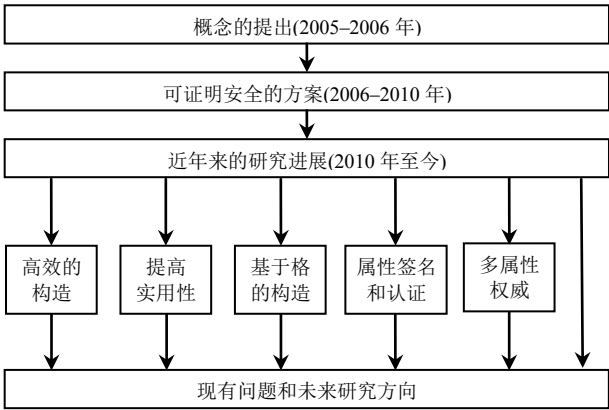 概念的提出(2005–2006 年)
可证明安全的方案(2006–2010 年)
近年来的研究进展(2010 年至今)
高效的
构造
提高
实用性
基于格
的构造
属性签名
和认证
多属性
权威
现有问题和未来研究方向